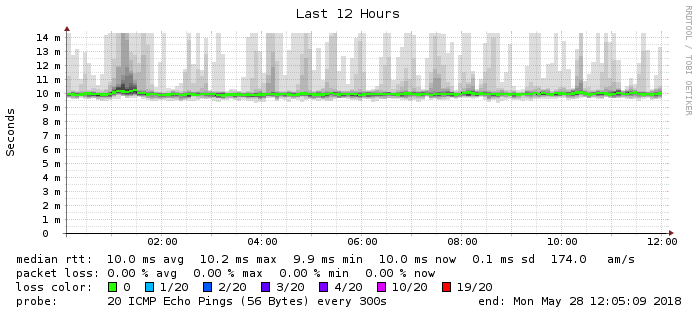 Last 12 Hours
RRDTOOL / TOBI OETIKER
Seconds
14 m
13 m
12 m
11 m
10 m
9 m
8 m
7 m
6 m
5 m
4 m
3 m
2 m
1 m
0
02:00 04:00 06:00 08:00 10:00 12:00
median rtt: 10.0 ms avg 10.2 ms max 9.9 ms min 10.0 ms now 0.1 ms sd 174.0 am/s
packet loss: 0.00 % avg 0.00 % max 0.00 % min 0.00 % now
loss color: 0 1/20 2/20 3/20 4/20 10/20 19/20
probe: 20 ICMP Echo Pings (56 Bytes) every 300s end: Mon May 28 12:05:09 2018